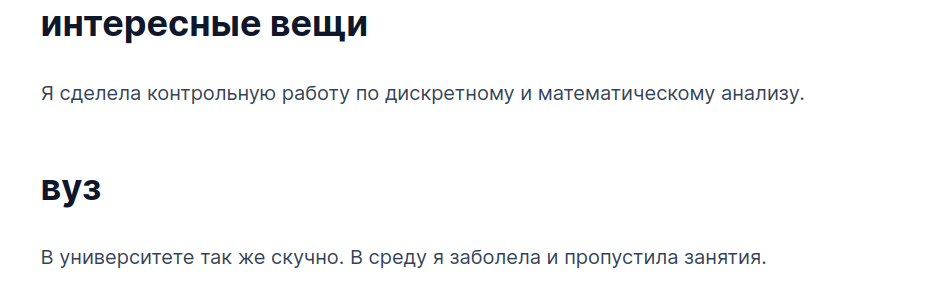 интересные вещи
Я сделела контрольную работу по дискретному и математическому анализу.
вуз
В университете так же скучно. В среду я заболела и пропустила занятия.